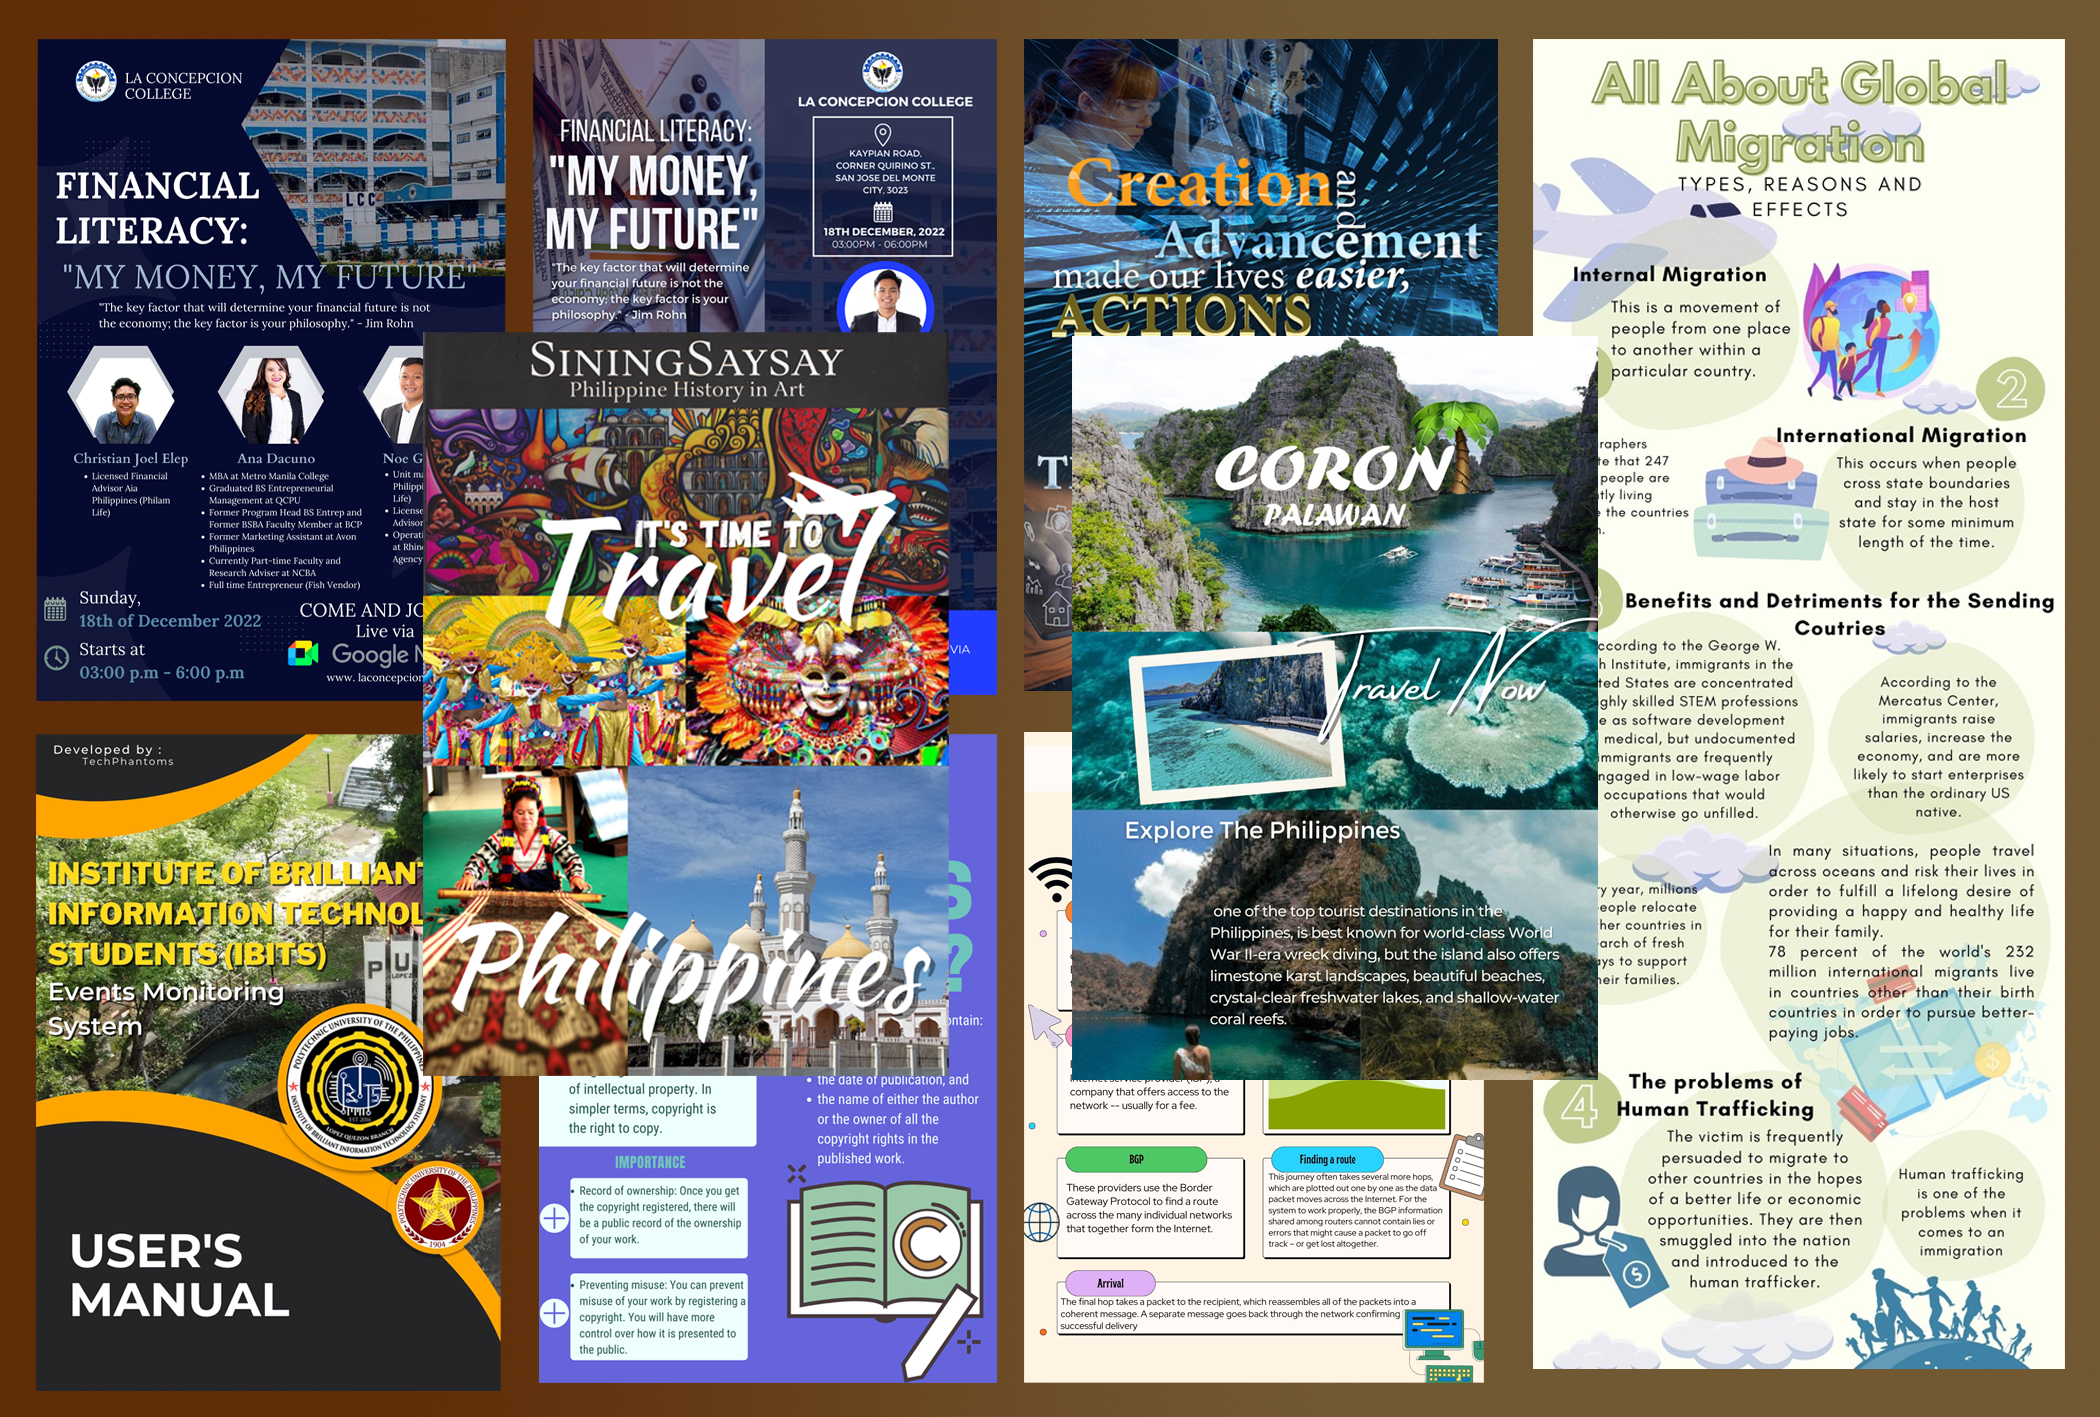 LA CONCEPCION
COLLEGE
LCC
FINANCIAL
LITERACY:
"MY MONEY, MY FUTURE"
"The key factor that will determine your financial future is not
the economy; the key factor is your philosophy." - Jim Rohn
Christian Joel Elep
• Licensed Financial
Advisor Aia
Philippines (Philam
Life)
Ana Dacuno
• MBA at Metro Manila College
• Graduated BS Entrepreneurial
Management at QCPU
• Former Program Head BS Entrep and
Former BSBA Faculty Member at BCP
• Former Marketing Assistant at Avon
Philippines
• Currently Part-time Faculty and
Research Adviser at NCBA
• Full time Entrepreneur (Fish Vendor)
Noe G
• Unit ma
Philippi
Life)
• License
Advisor
• Operati
at Rhin
Agency
Sunday,
18th of December 2022
Starts at
03:00 p.m - 6:00 p.m
COME AND JO
Live via
Google M
www. laconcepcion
FINANCIAL LITERACY:
"MY MONEY,
MY FUTURE"
"The key factor that will determine
your financial future is not the
economy; the key factor is your
philosophy." - Jim Rohn
LA CONCEPCION COLLEGE
KAYPIAN ROAD,
CORNER QUIRINO ST.,
SAN JOSE DEL MONTE
CITY, 3023
18TH DECEMBER, 2022
03:00PM - 06:00PM
VIA
Creation
and
Advancement
made our lives easier,
ACTIONS
T
All About Global
Migration
TYPES, REASONS AND
EFFECTS
Internal Migration
This is a movement of
people from one place
to another within a
particular country.
2
International Migration
This occurs when people
cross state boundaries
and stay in the host
state for some minimum
length of the time.
raphers
te that 247
people are
tly living
e the countries
n.
Benefits and Detriments for the Sending
Coutries
ccording to the George W.
h Institute, immigrants in the
ted States are concentrated
ghly skilled STEM professions
e as software development
medical, but undocumented
mmigrants are frequently
ngaged in low-wage labor
occupations that would
otherwise go unfilled.
According to the
Mercatus Center,
immigrants raise
salaries, increase the
economy, and are more
likely to start enterprises
than the ordinary US
native.
ry year, millions
eople relocate
her countries in
arch of fresh
ays to support
heir families.
In many situations, people travel
across oceans and risk their lives in
order to fulfill a lifelong desire of
providing a happy and healthy life
for their family.
78 percent of the world's 232
million international migrants live
in countries other than their birth
countries in order to pursue better-
paying jobs.
4
The problems of
Human Trafficking
The victim is frequently
persuaded to migrate to
other countries in the hopes
of a better life or economic
opportunities. They are then
smuggled into the nation
and introduced to the
human trafficker.
Human trafficking
is one of the
problems when it
comes to an
immigration
SININGSAYSAY
Philippine History in Art
IT'S TIME TO
Travel
Philippines
CORON
PALAWAN
Travel Now
Explore The Philippines
one of the top tourist destinations in the
Philippines, is best known for world-class World
War II-era wreck diving, but the island also offers
limestone karst landscapes, beautiful beaches,
crystal-clear freshwater lakes, and shallow-water
coral reefs.
Developed by :
TechPhantoms
INSTITUTE OF BRILLIANT
INFORMATION TECHNOL
STUDENTS (IBITS)
Events Monitoring
System
PU
LOPEZ
POLYTECHNIC UNIVERSITY OF THE PHILIPPINES
EST 2016
LOPEZ QUEZON BRANCH
INSTITUTE OF BRILLIANT INFORMATION TECHNOLOGY STUDENT
POLYTECHNIC UNIVERSITY OF THE PHILIPPINES
1904
USER'S
MANUAL
S
?
ontain:
of intellectual property. In
simpler terms, copyright is
the right to copy.
• the date of publication, and
• the name of either the author
or the owner of all the
copyright rights in the
published work.
IMPORTANCE
• Record of ownership: Once you get
the copyright registered, there will
be a public record of the ownership
of your work.
• Preventing misuse: You can prevent
misuse of your work by registering a
copyright. You will have more
control over how it is presented to
the public.
C
internet service provider (ISP), a
company that offers access to the
network -- usually for a fee.
BGP
These providers use the Border
Gateway Protocol to find a route
across the many individual networks
that together form the Internet.
Finding a route
This journey often takes several more hops,
which are plotted out one by one as the data
packet moves across the Internet. For the
system to work properly, the BGP information
shared among routers cannot contain lies or
errors that might cause a packet to go off
track – or get lost altogether.
Arrival
The final hop takes a packet to the recipient, which reassembles all of the packets into a
coherent message. A separate message goes back through the network confirming
successful delivery